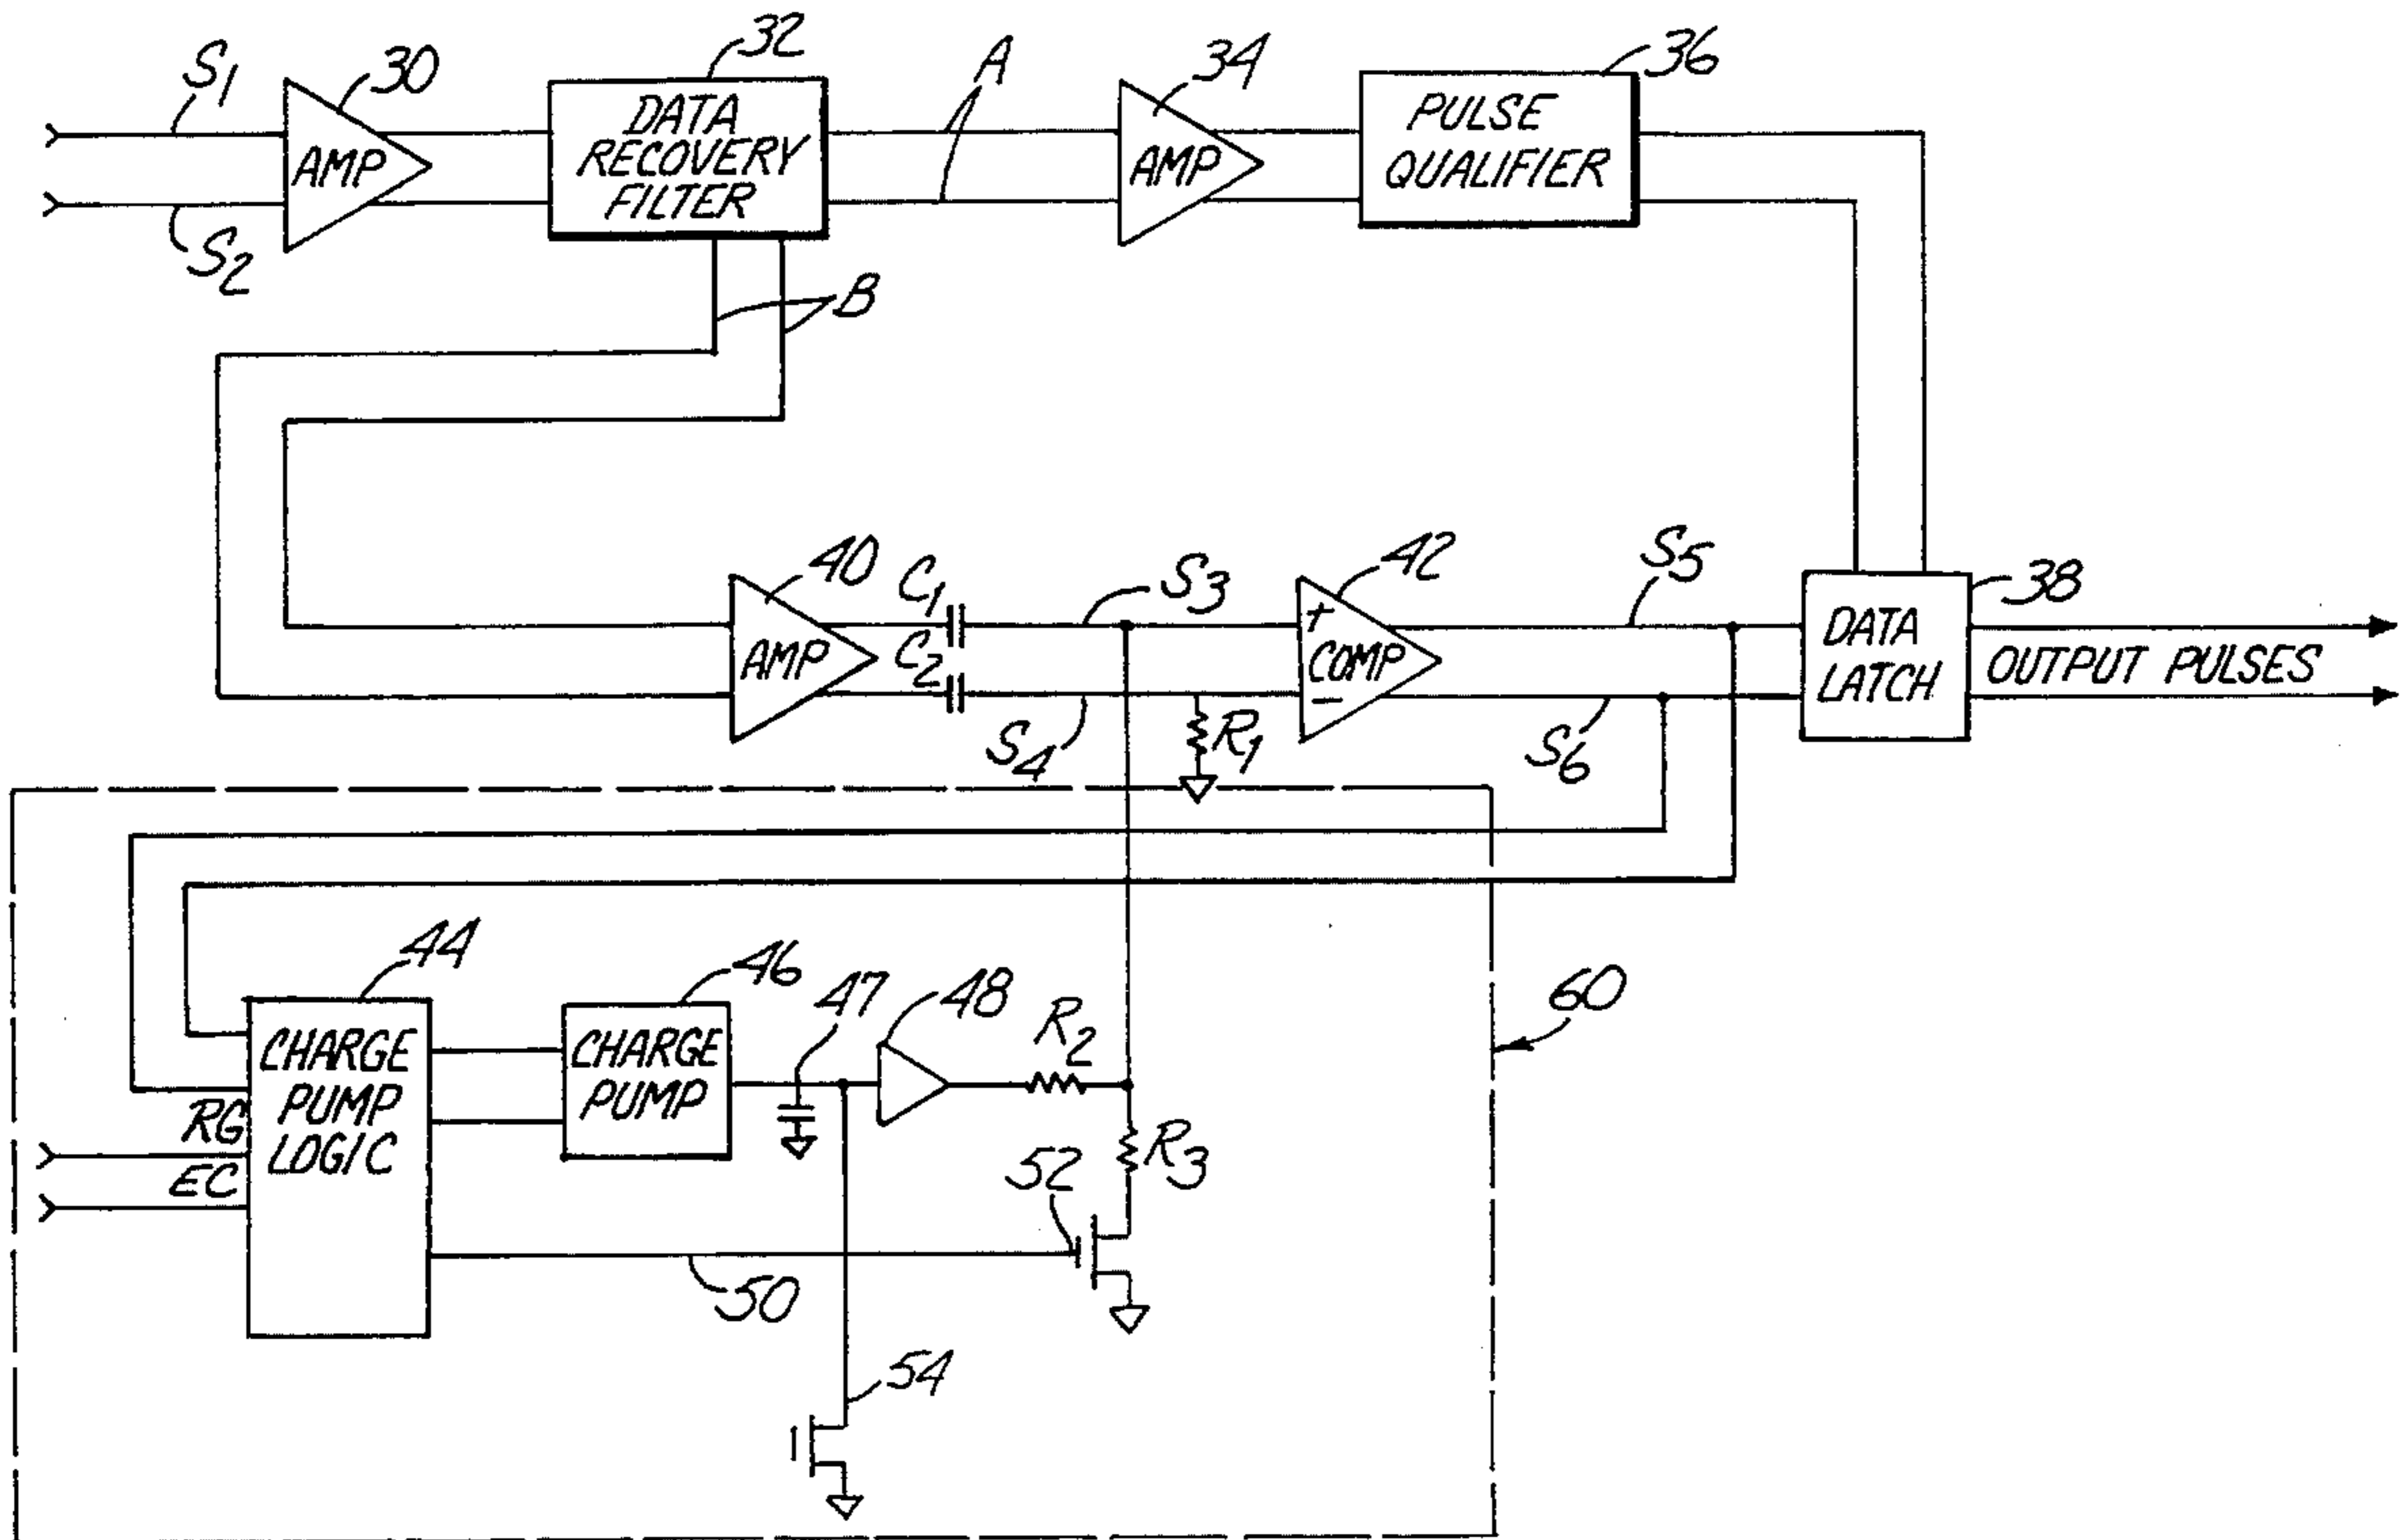 S1
30
32
A
34
36
AMP
DATA
RECOVERY
FILTER
AMP
PULSE
QUALIFIER
S2
B
40
C1
S3
42
S5
38
AMP
C2
+
COMP
−
DATA
LATCH
OUTPUT PULSES
S4
R1
S6
44
46
47
48
R2
60
CHARGE
PUMP
LOGIC
CHARGE
PUMP
RG
EC
52
R3
50
54